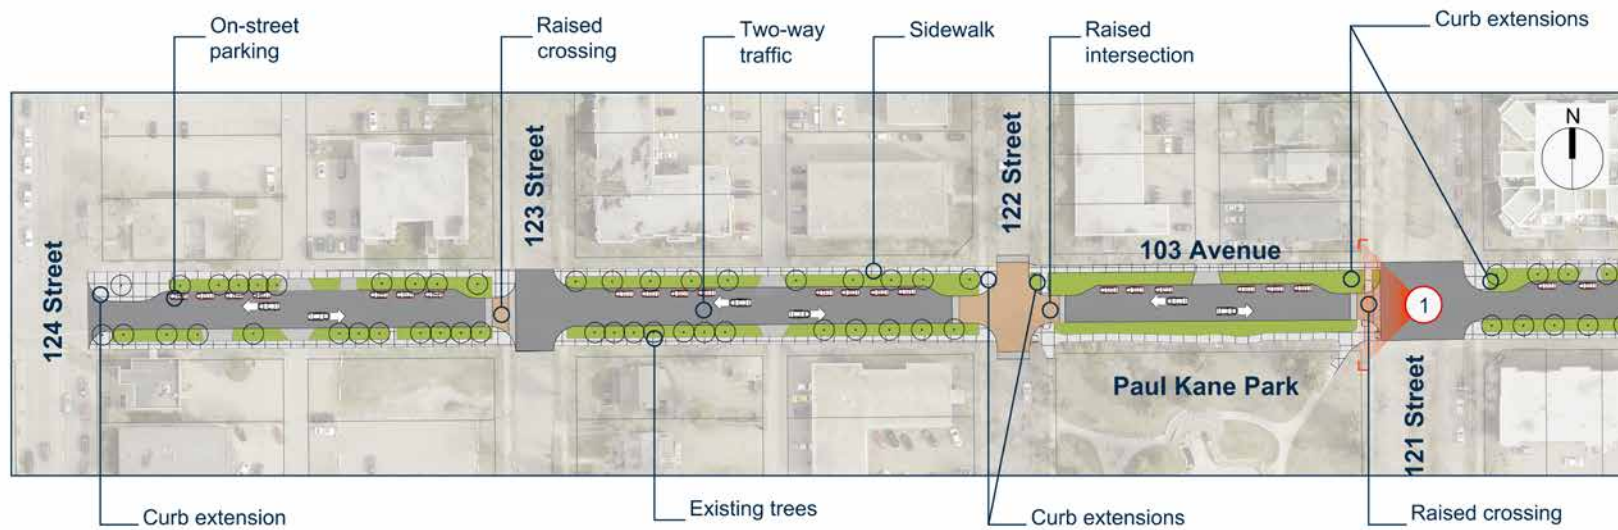 On-street
parking
Raised
crossing
Two-way
traffic
Sidewalk
Raised
intersection
Curb extensions
N
124 Street
123 Street
122 Street
103 Avenue
1
Paul Kane Park
121 Street
Curb extension
Existing trees
Curb extensions
Raised crossing